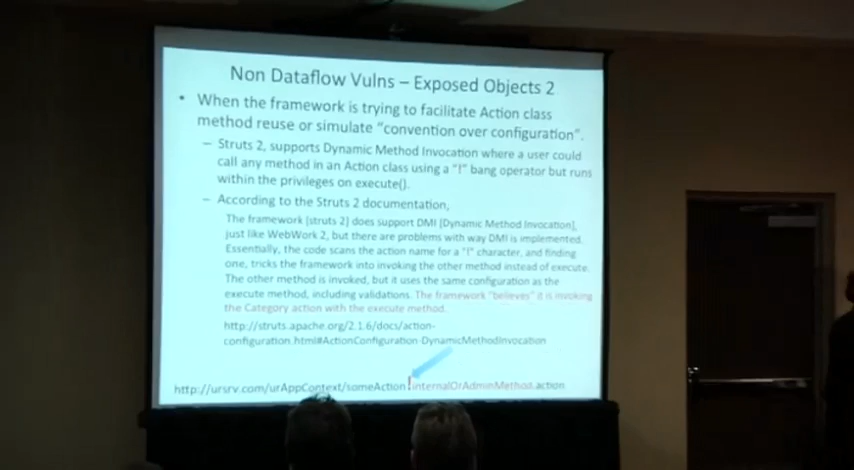 Non Dataflow Vulns – Exposed Objects 2
• When the framework is trying to facilitate Action class
method reuse or simulate “convention over configuration”.
– Struts 2, supports Dynamic Method Invocation where a user could
call any method in an Action class using a “!” bang operator but runs
within the privileges on execute().
– According to the Struts 2 documentation,
The framework [struts 2] does support DMI [Dynamic Method Invocation],
just like WebWork 2, but there are problems with way DMI is implemented.
Essentially, the code scans the action name for a "!" character, and finding
one, tricks the framework into invoking the other method instead of execute.
The other method is invoked, but it uses the same configuration as the
execute method, including validations. The framework "believes" it is invoking
the Category action with the execute method.
http://struts.apache.org/2.1.6/docs/action-
configuration.html#ActionConfiguration-DynamicMethodInvocation
http://ursrv.com/urAppContext/someAction!internalOrAdminMethod.action